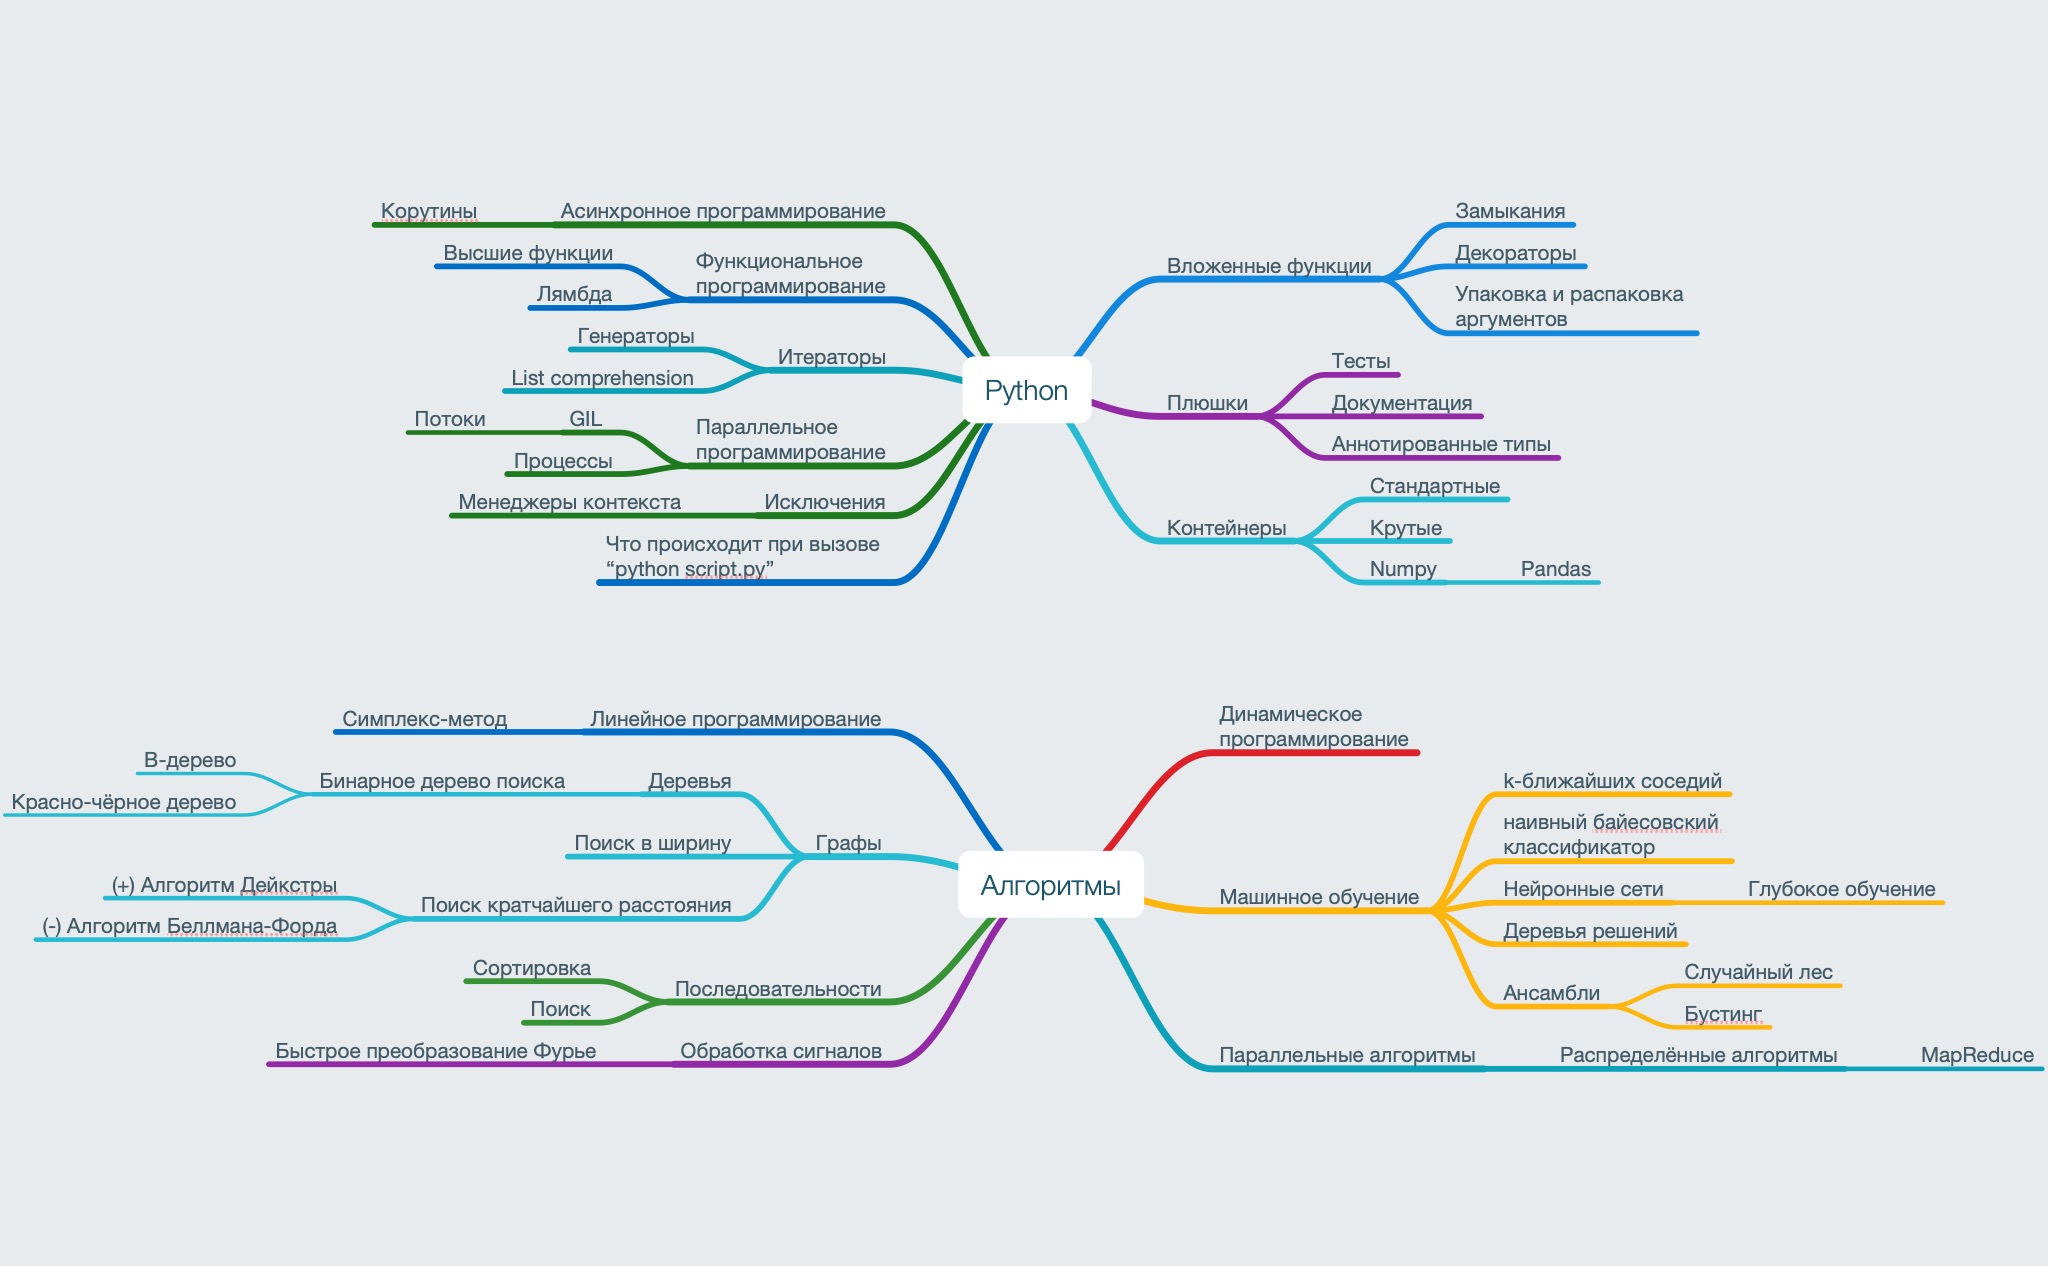 Корутины
Асинхронное программирование
Высшие функции
Функциональное
программирование
Лямбда
Генераторы
Итераторы
List comprehension
Потоки
GIL
Параллельное
программирование
Процессы
Менеджеры контекста
Исключения
Что происходит при вызове
“python script.py”
Python
Замыкания
Вложенные функции
Декораторы
Упаковка и распаковка
аргументов
Тесты
Плюшки
Документация
Аннотированные типы
Стандартные
Контейнеры
Крутые
Numpy
Pandas
Симплекс-метод
Линейное программирование
B-дерево
Бинарное дерево поиска
Деревья
Красно-чёрное дерево
Поиск в ширину
Графы
(+) Алгоритм Дейкстры
Поиск кратчайшего расстояния
(-) Алгоритм Беллмана-Форда
Сортировка
Последовательности
Поиск
Быстрое преобразование Фурье
Обработка сигналов
Алгоритмы
Динамическое
программирование
k-ближайших соседий
наивный байесовский
классификатор
Машинное обучение
Нейронные сети
Глубокое обучение
Деревья решений
Ансамбли
Случайный лес
Бустинг
Параллельные алгоритмы
Распределённые алгоритмы
MapReduce